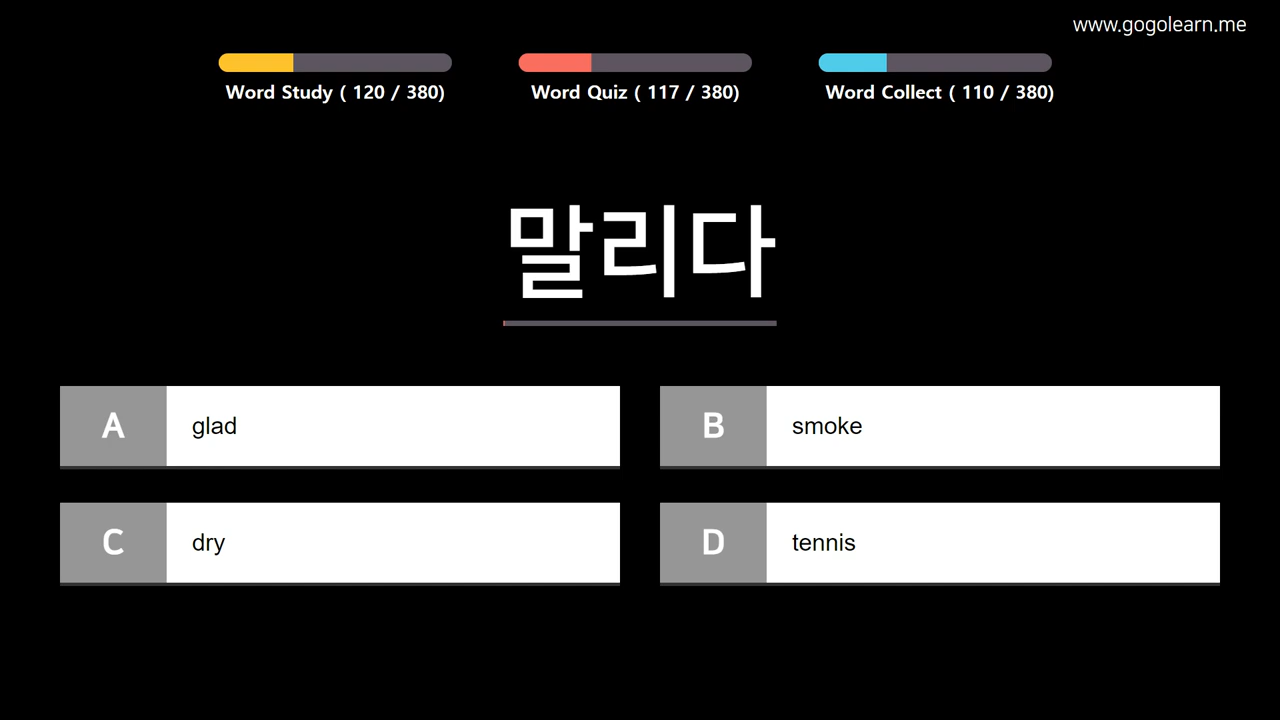 www.gogolearn.me
Word Study ( 120 / 380)
Word Quiz ( 117 / 380)
Word Collect ( 110 / 380)
말리다
A glad
B smoke
C dry
D tennis